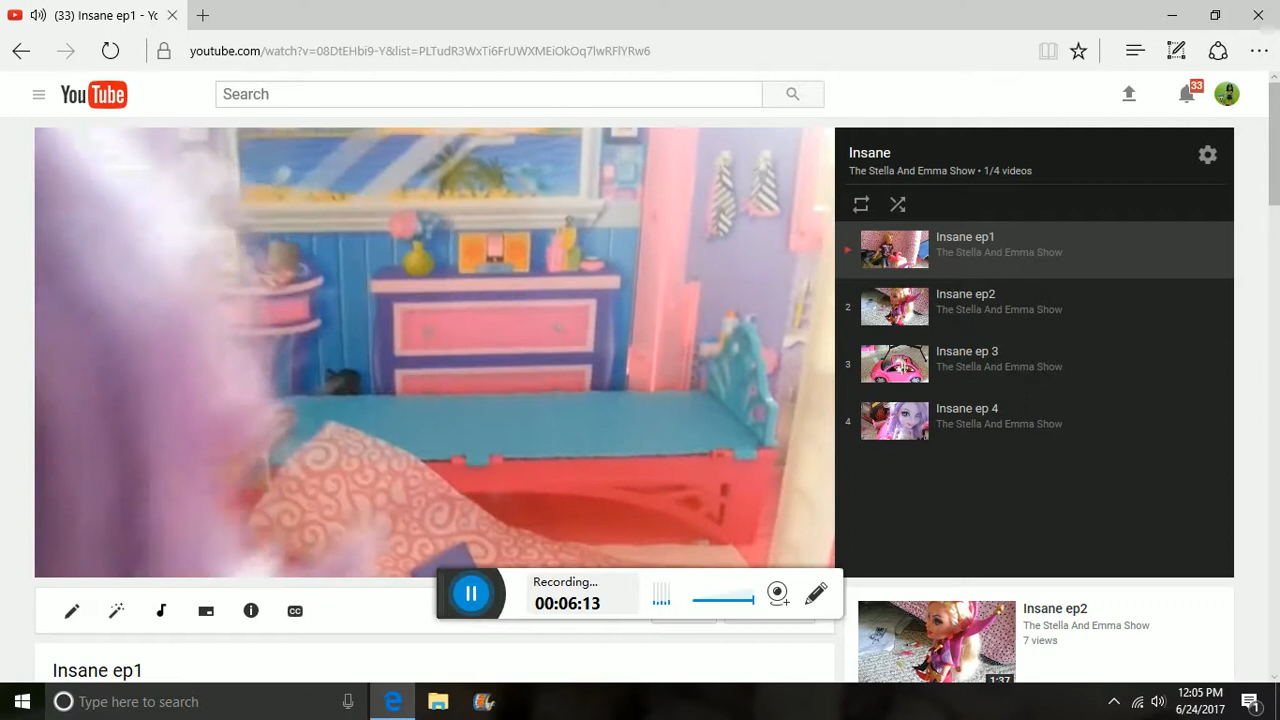 (33) Insane ep1 - Yo
youtube.com/watch?v=08DtEHbi9-Y&list=PLTudR3WxTi6FrUWXMEiOkOq7lwRFlYRw6
YouTube
Search
33
Insane
The Stella And Emma Show • 1/4 videos
Insane ep1
The Stella And Emma Show
2
Insane ep2
The Stella And Emma Show
3
Insane ep 3
The Stella And Emma Show
4
Insane ep 4
The Stella And Emma Show
Recording...
00:06:13
CC
Insane ep2
The Stella And Emma Show
7 views
1:37
Insane ep1
Type here to search
12:05 PM
6/24/2017
1